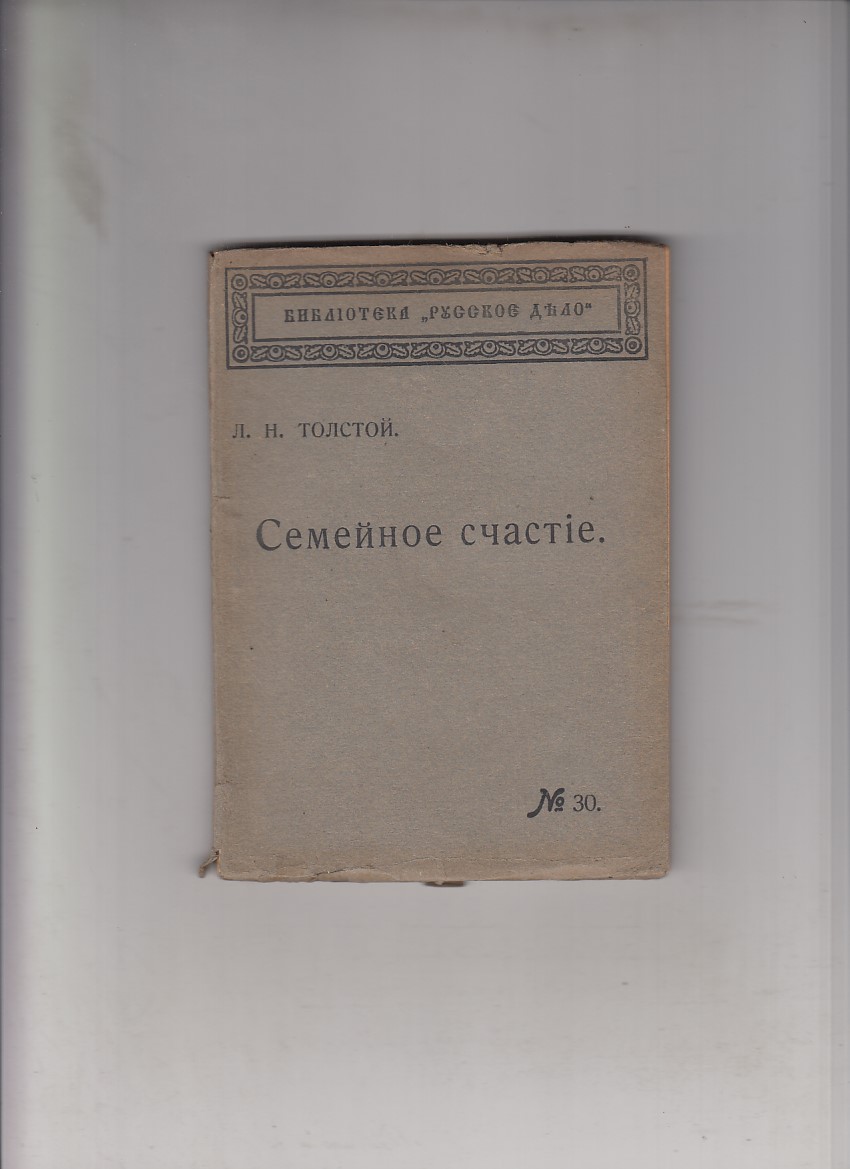 БИБЛІОТЕКА „РУССКОЕ ДѢЛО“
Л. Н. ТОЛСТОЙ.
Семейное счастіе.
№ 30.